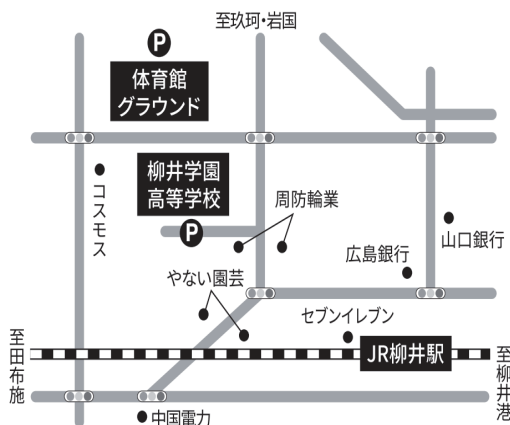 至玖珂・岩国
P
体育館
グラウンド
柳井学園
高等学校
コスモス
P
周防輪業
山口銀行
広島銀行
やない園芸
セブンイレブン
JR柳井駅
至田布施
至柳井港
中国電力